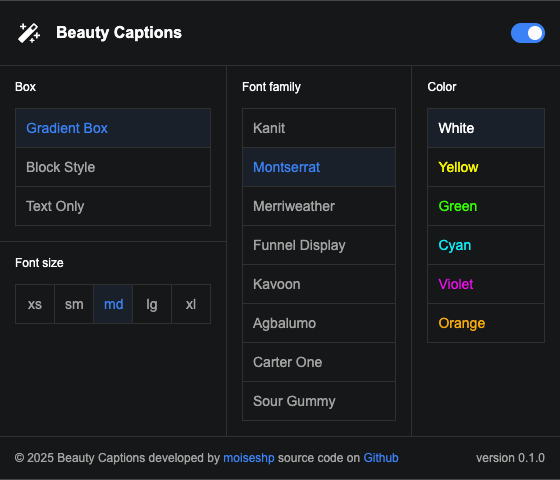 Beauty Captions
Box
Gradient Box
Block Style
Text Only
Font size
xs sm md lg xl
Font family
Kanit
Montserrat
Merriweather
Funnel Display
Kavoon
Agbalumo
Carter One
Sour Gummy
Color
White
Yellow
Green
Cyan
Violet
Orange
© 2025 Beauty Captions developed by moiseshp source code on Github version 0.1.0